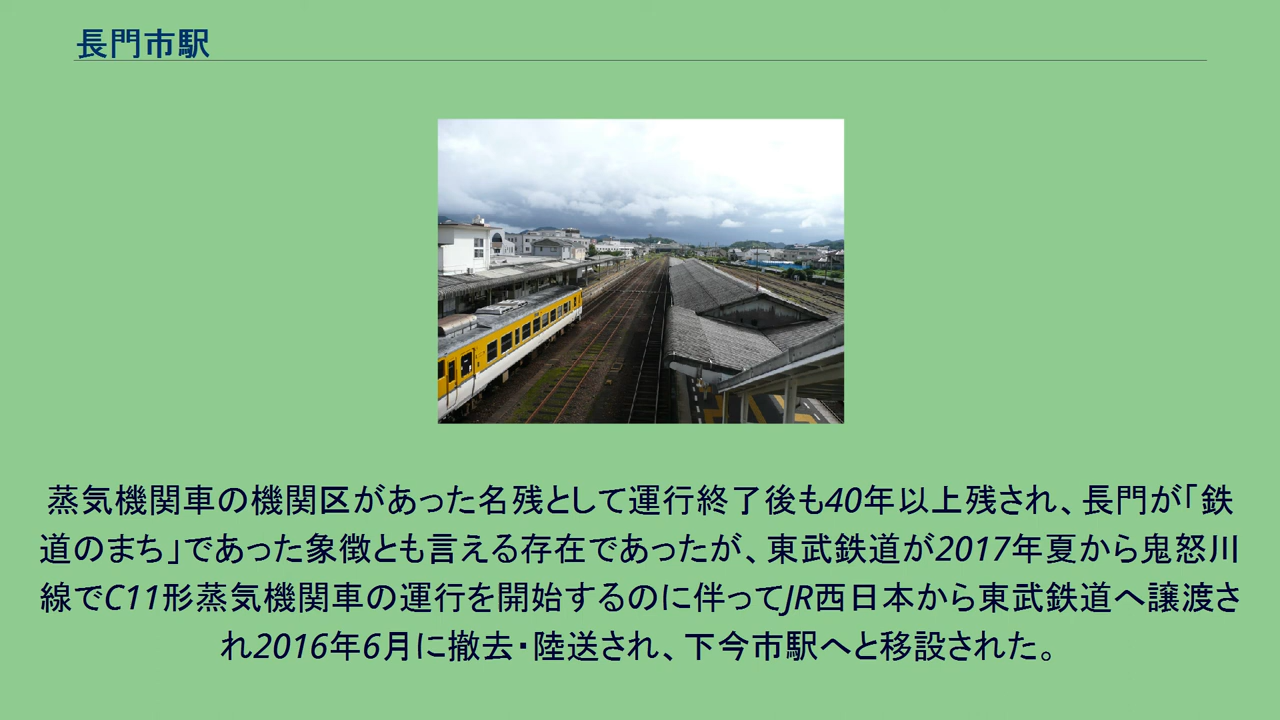 長門市駅
蒸気機関車の機関区があった名残として運行終了後も40年以上残され、長門が「鉄
道のまち」であった象徴とも言える存在であったが、東武鉄道が2017年夏から鬼怒川
線でC11形蒸気機関車の運行を開始するのに伴ってJR西日本から東武鉄道へ譲渡さ
れ2016年6月に撤去・陸送され、下今市駅へと移設された。